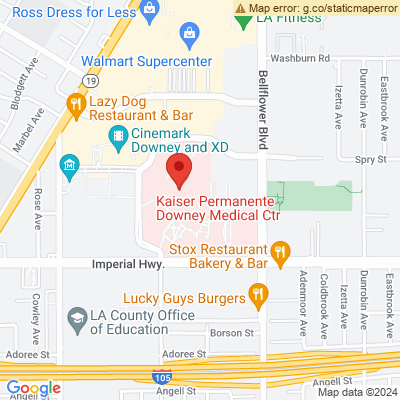 Map error: g.co/staticmaperror
Ross Dress for Less
LA Fitness
Walmart Supercenter
Washburn Rd
Blodgett Ave
19
Bellflower Blvd
Izetta Ave
Dunrobin Ave
Eastbrook Ave
Marbel Ave
Lazy Dog
Restaurant & Bar
Cinemark
Downey and XD
Spry St
Rose Ave
Kaiser Permanente
Downey Medical Ctr
Stox Restaurant
Bakery & Bar
Imperial Hwy.
Lucky Guys Burgers
Cowley Ave
Adenmoor Ave
Coldbrook Ave
Izetta Ave
Dunrobin Ave
Eastbrook Ave
LA County Office
of Education
Borson St
Adoree St
Adoree St
105
Angell St
Angell St
Google
Map data ©2024